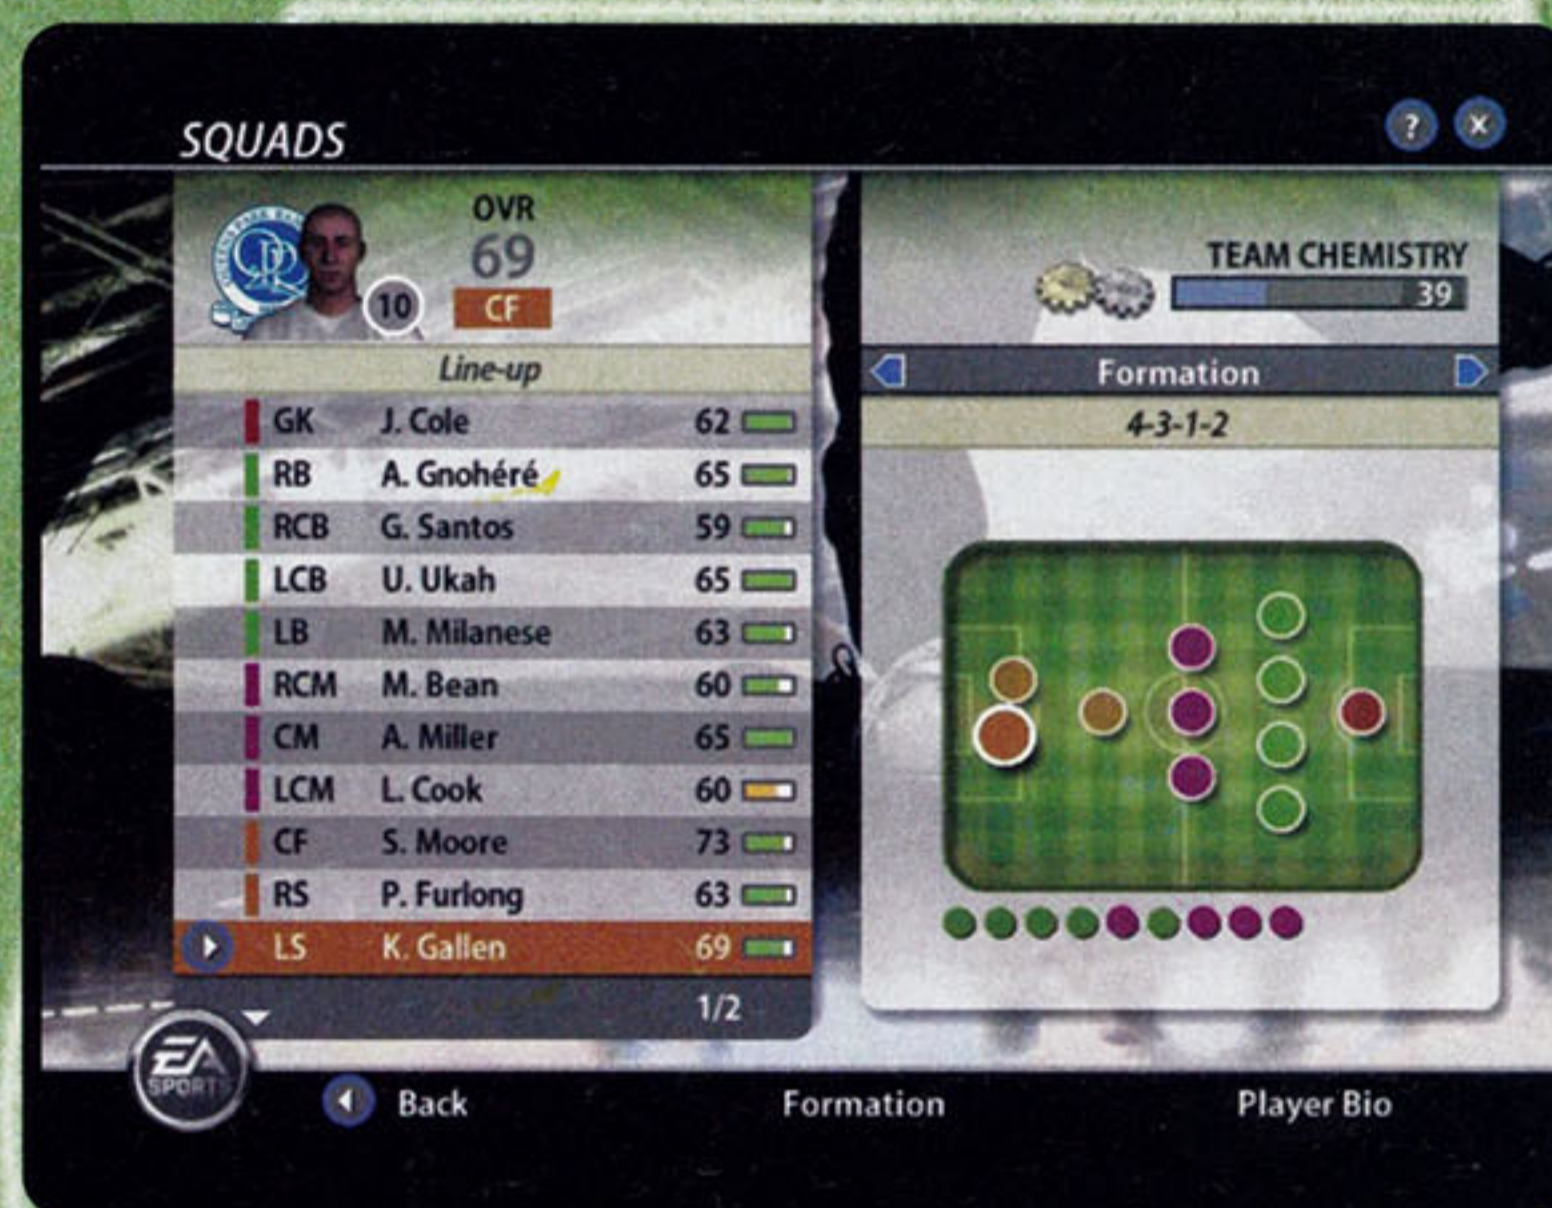 SQUADS
? X
OVR
69
10
CF
Line-up
GK J. Cole 62
RB A. Gnohéré 65
RCB G. Santos 59
LCB U. Ukah 65
LB M. Milanese 63
RCM M. Bean 60
CM A. Miller 65
LCM L. Cook 60
CF S. Moore 73
RS P. Furlong 63
LS K. Gallen 69
1/2
TEAM CHEMISTRY
39
Formation
4-3-1-2
EA
SPORTS
Back Formation Player Bio